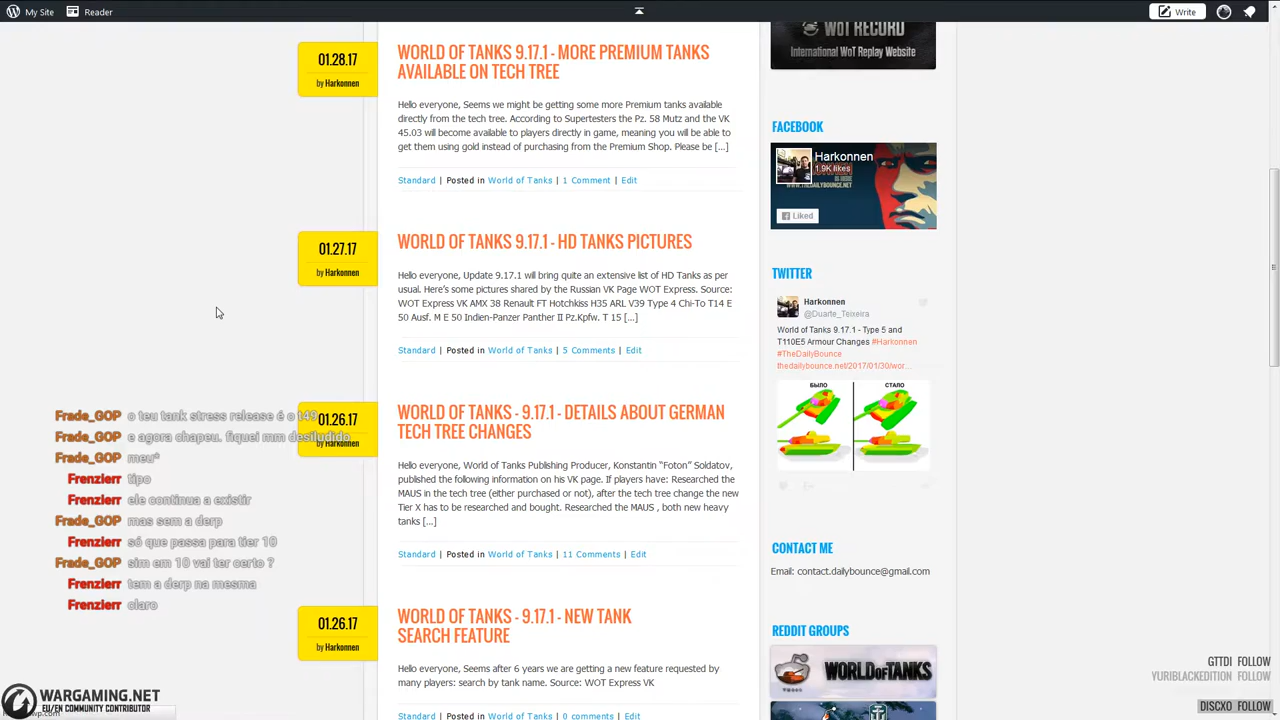 My Site
Reader
Write
01.28.17
by Harkonnen
WORLD OF TANKS 9.17.1 - MORE PREMIUM TANKS
AVAILABLE ON TECH TREE
Hello everyone, Seems we might be getting some more Premium tanks available
directly from the tech tree. According to Supertesters the Pz. 58 Mutz and the VK
45.03 will become available to players directly in game, meaning you will be able to
get them using gold instead of purchasing from the Premium Shop. Please be [...]
Standard | Posted in World of Tanks | 1 Comment | Edit
01.27.17
by Harkonnen
WORLD OF TANKS 9.17.1 - HD TANKS PICTURES
Hello everyone, Update 9.17.1 will bring quite an extensive list of HD Tanks as per
usual. Here's some pictures shared by the Russian VK Page WOT Express. Source:
WOT Express VK AMX 38 Renault FT Hotchkiss H35 ARL V39 Type 4 Chi-To T14 E
50 Ausf. M E 50 Indien-Panzer Panther II Pz.Kpfw. T 15 [...]
Standard | Posted in World of Tanks | 5 Comments | Edit
01.26.17
by Harkonnen
WORLD OF TANKS - 9.17.1 - DETAILS ABOUT GERMAN
TECH TREE CHANGES
Hello everyone, World of Tanks Publishing Producer, Konstantin “Foton” Soldatov,
published the following information on his VK page. If players have: Researched the
MAUS in the tech tree (either purchased or not), after the tech tree change the new
Tier X has to be researched and bought. Researched the MAUS , both new heavy
tanks [...]
Standard | Posted in World of Tanks | 11 Comments | Edit
01.26.17
by Harkonnen
WORLD OF TANKS - 9.17.1 - NEW TANK
SEARCH FEATURE
Hello everyone, Seems after 6 years we are getting a new feature requested by
many players: search by tank name. Source: WOT Express VK
Standard | Posted in World of Tanks | 0 comments | Edit
Frade_GOP o teu tank stress release é o t49
Frade_GOP e agora chapeu. fiquei mm desiludido
Frade_GOP meu*
Frenzierr tipo
Frenzierr ele continua a existir
Frade_GOP mas sem a derp
Frenzierr só que passa para tier 10
Frade_GOP sim em 10 vai ter certo ?
Frenzierr tem a derp na mesma
Frenzierr claro
WARGAMING.NET
EU/EN COMMUNITY CONTRIBUTOR
WOT RECORD
International WoT Replay Website
FACEBOOK
Harkonnen
1.9K likes
WWW.THEDAILYBOUNCE.NET
Liked
TWITTER
Harkonnen
@Duarte_Teixeira
World of Tanks 9.17.1 - Type 5 and
T110E5 Armour Changes #Harkonnen
#TheDailyBounce
thedailybounce.net/2017/01/30/wor...
БЫЛО
СТАЛО
CONTACT ME
Email: contact.dailybounce@gmail.com
REDDIT GROUPS
WORLD OF TANKS
GTTDI FOLLOW
YURIBLACKEDITION FOLLOW
DISCXO FOLLOW